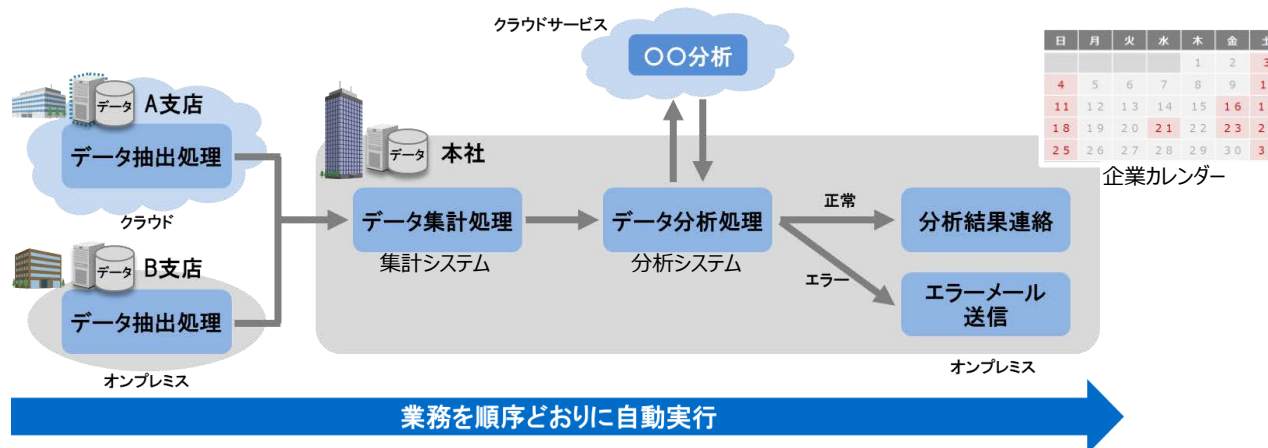 クラウドサービス
〇〇分析
日 月 火 水 木 金 土
1 2 3
4 5 6 7 8 9
11 12 13 14 15 16
18 19 20 21 22 23
25 26 27 28 29 30
企業カレンダー
データ
A支店
データ抽出処理
クラウド
データ
B支店
データ抽出処理
オンプレミス
データ
本社
データ集計処理
集計システム
データ分析処理
分析システム
正常
分析結果連絡
エラー
エラーメール
送信
オンプレミス
業務を順序どおりに自動実行